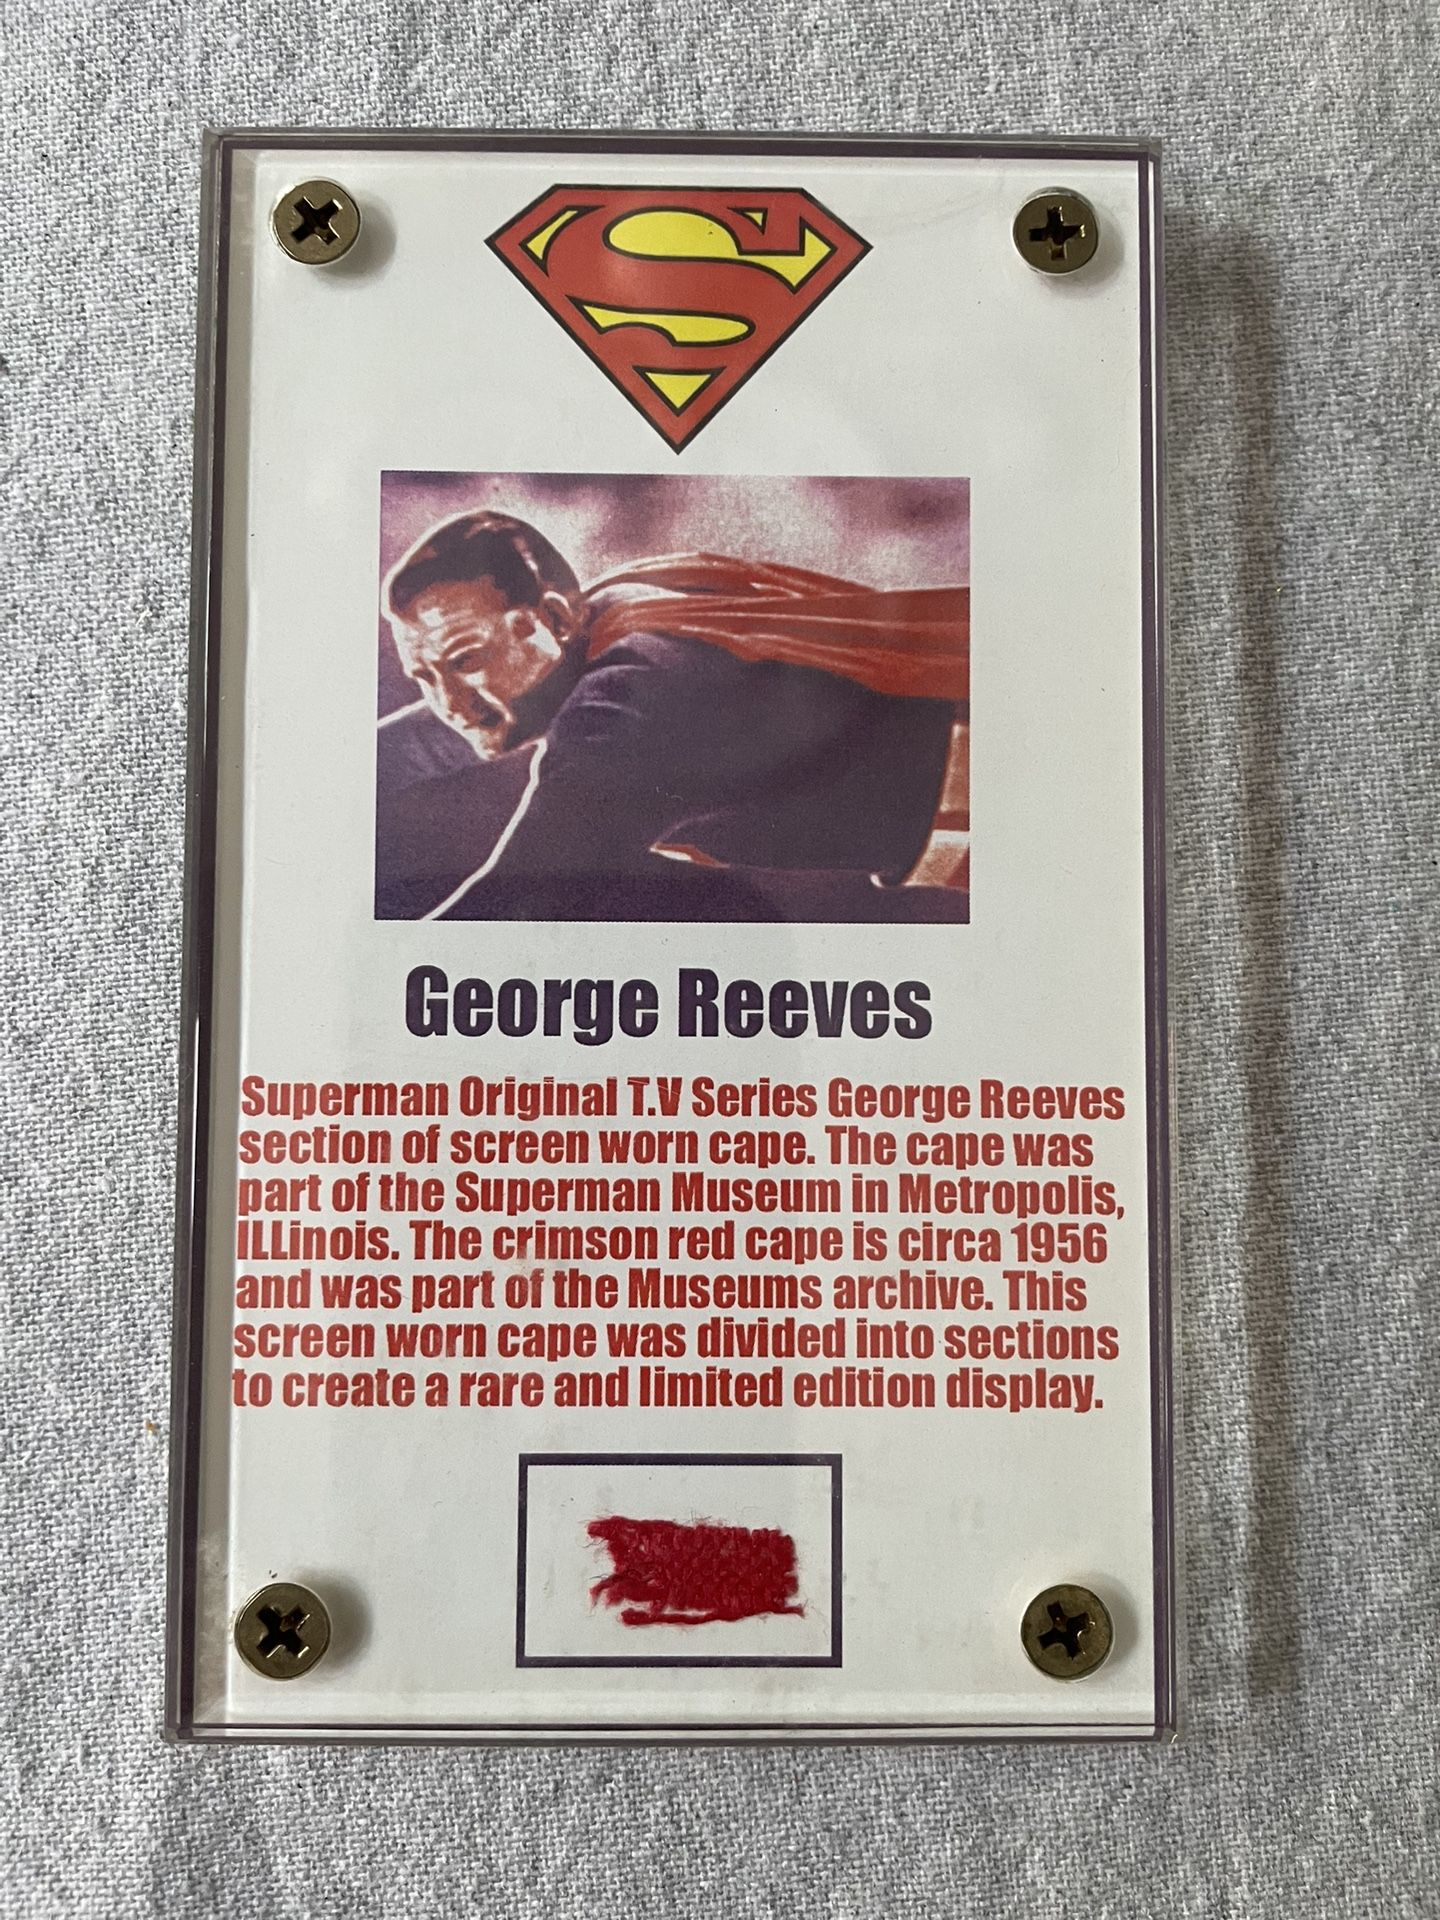 S
George Reeves
Superman Original T.V Series George Reeves
section of screen worn cape. The cape was
part of the Superman Museum in Metropolis,
ILLinois. The crimson red cape is circa 1956
and was part of the Museums archive. This
screen worn cape was divided into sections
to create a rare and limited edition display.